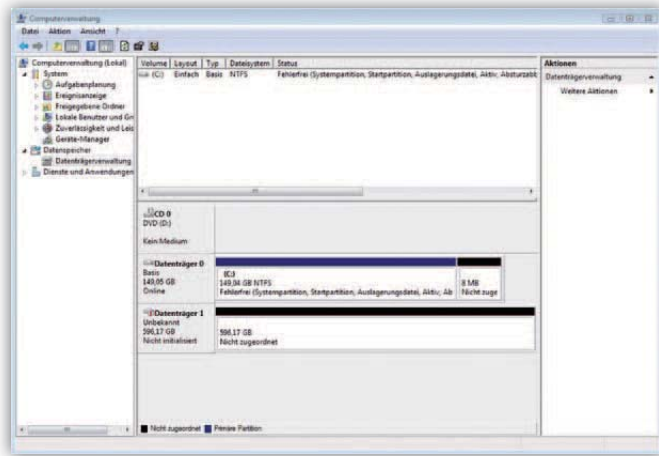 Computerverwaltung
Datei Aktion Ansicht ?
Computerverwaltung (Lokal)
System
Aufgabenplanung
Ereignisanzeige
Freigegebene Ordner
Lokale Benutzer und Gr
Zuverlässigkeit und Leis
Geräte-Manager
Datenspeicher
Datenträgerverwaltung
Dienste und Anwendungen
Volume Layout Typ Dateisystem Status
(C:) Einfach Basis NTFS Fehlerfrei (Systempartition, Startpartition, Auslagerungsdatei, Aktiv, Absturzabb
CD 0
DVD (D:)
Kein Medium
Datenträger 0
Basis
149,05 GB
Online
(C:)
149,04 GB NTFS
Fehlerfrei (Systempartition, Startpartition, Auslagerungsdatei, Aktiv, Ab
8 MB
Nicht zuge
Datenträger 1
Unbekannt
596,17 GB
Nicht initialisiert
596,17 GB
Nicht zugeordnet
Nicht zugeordnet Primäre Partition
Aktionen
Datenträgerverwaltung
Weitere Aktionen